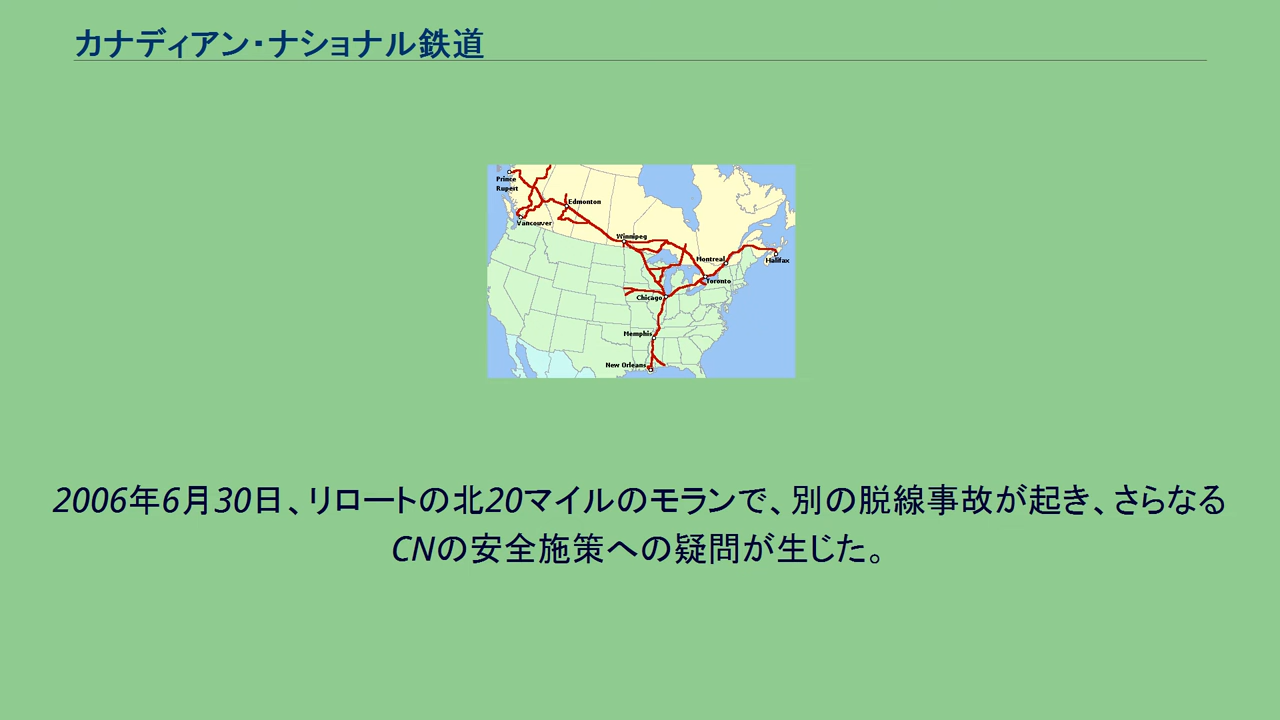 カナディアン・ナショナル鉄道
Prince
Rupert
Edmonton
Vancouver
Winnipeg
Montreal
Halifax
Toronto
Chicago
Memphis
New Orleans
2006年6月30日、リロートの北20マイルのモランで、別の脱線事故が起き、さらなる
CNの安全施策への疑問が生じた。